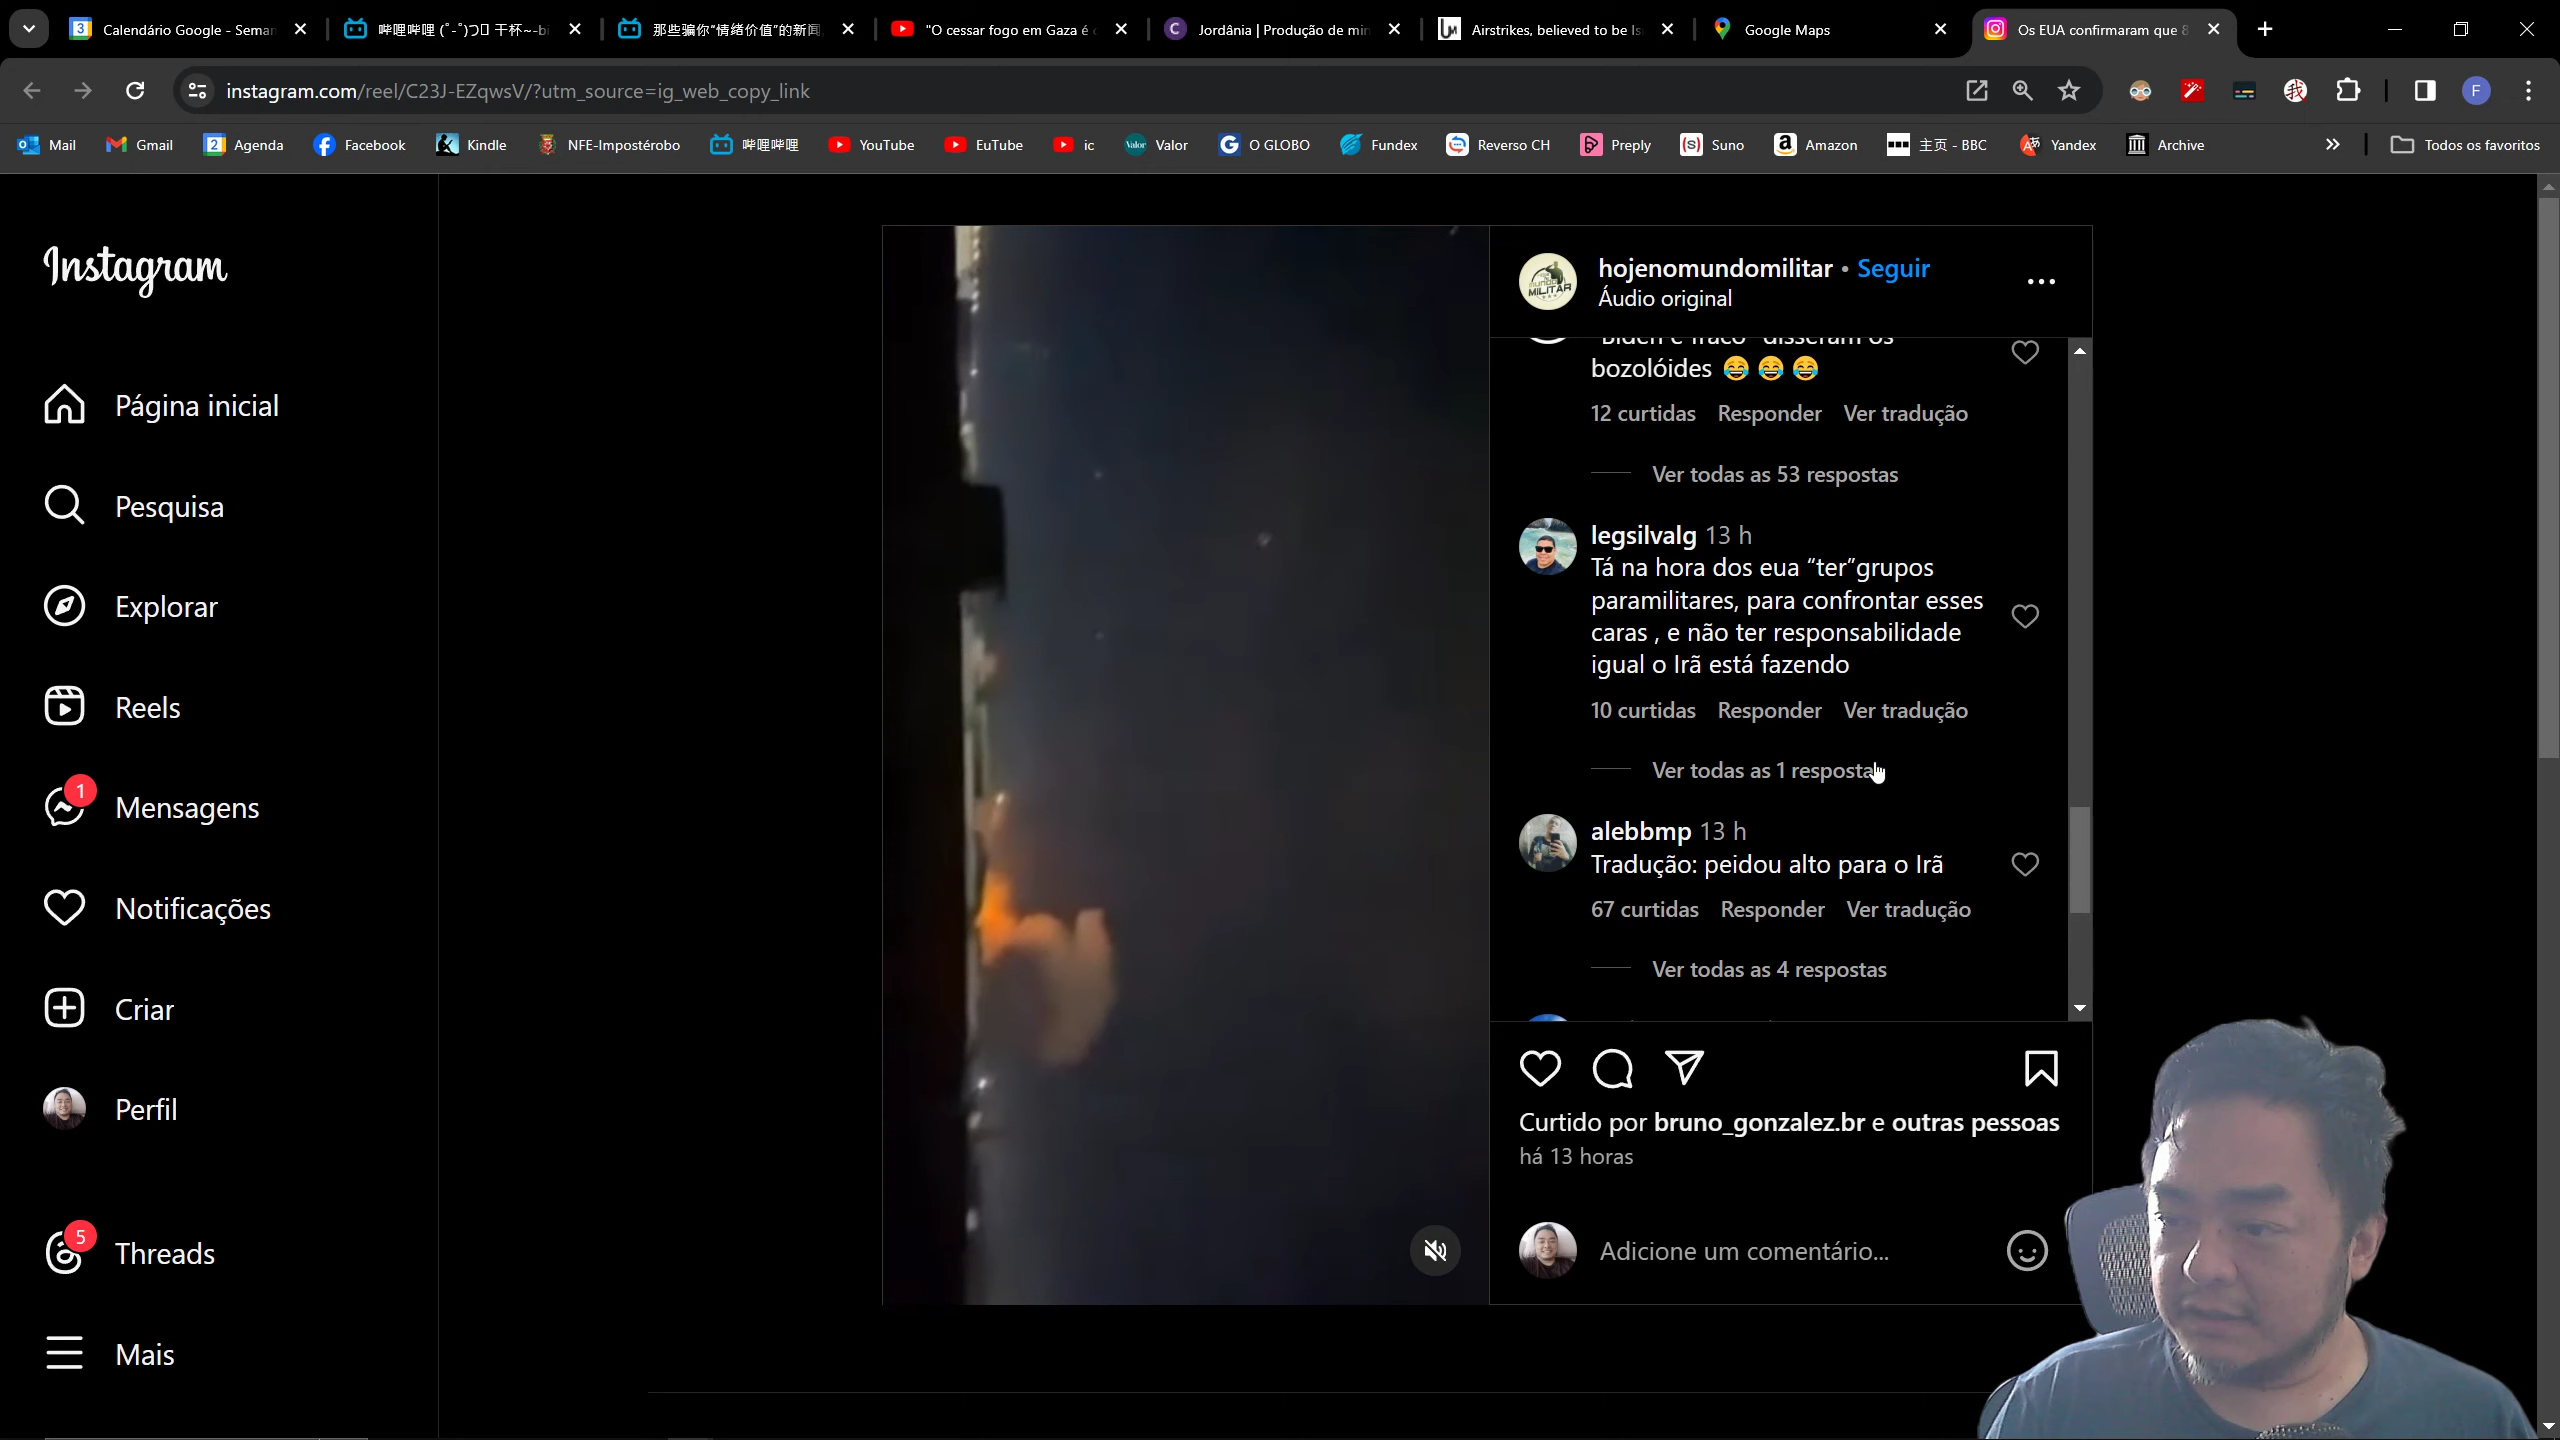 Calendário Google - Seman
哔哩哔哩 (゜-゜)つロ 干杯~-bi
那些骗你“情绪价值”的新闻
"O cessar fogo em Gaza é
Jordânia | Produção de min
Airstrikes, believed to be Is
Google Maps
Os EUA confirmaram que 8
instagram.com/reel/C23J-EZqwsV/?utm_source=ig_web_copy_link
F
Mail
Gmail
Agenda
Facebook
Kindle
NFE-Impostérobo
哔哩哔哩
YouTube
EuTube
ic
Valor
O GLOBO
Fundex
Reverso CH
Preply
Suno
Amazon
主页 - BBC
Yandex
Archive
Todos os favoritos
Instagram
Página inicial
Pesquisa
Explorar
Reels
1
Mensagens
Notificações
Criar
Perfil
5
Threads
Mais
hojenomundomilitar • Seguir
Áudio original
"Biden é fraco" disseram os
bozolóides 😂 😂 😂
12 curtidas Responder Ver tradução
Ver todas as 53 respostas
legsilvalg 13 h
Tá na hora dos eua “ter”grupos
paramilitares, para confrontar esses
caras , e não ter responsabilidade
igual o Irã está fazendo
10 curtidas Responder Ver tradução
Ver todas as 1 respostas
alebbmp 13 h
Tradução: peidou alto para o Irã
67 curtidas Responder Ver tradução
Ver todas as 4 respostas
Curtido por bruno_gonzalez.br e outras pessoas
há 13 horas
Adicione um comentário...